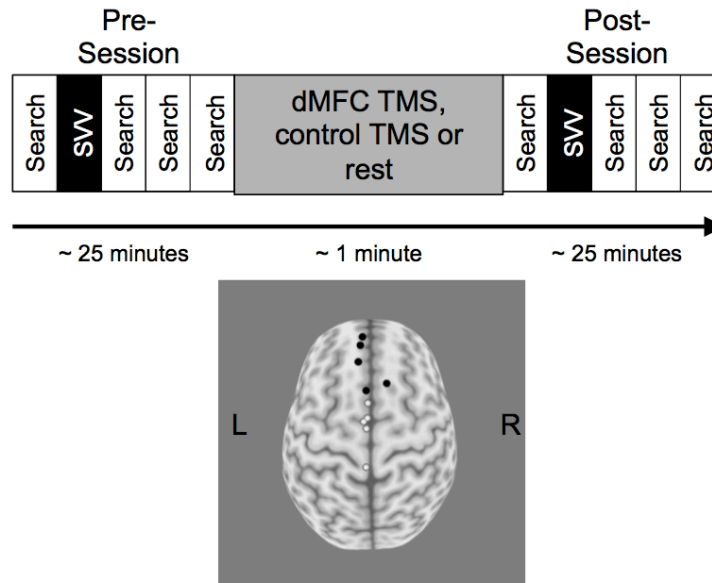 Pre-
Session
Post-
Session
Search
SVV
Search
Search
Search
dMFC TMS,
control TMS or
rest
Search
SVV
Search
Search
Search
~ 25 minutes
~ 1 minute
~ 25 minutes
L
R